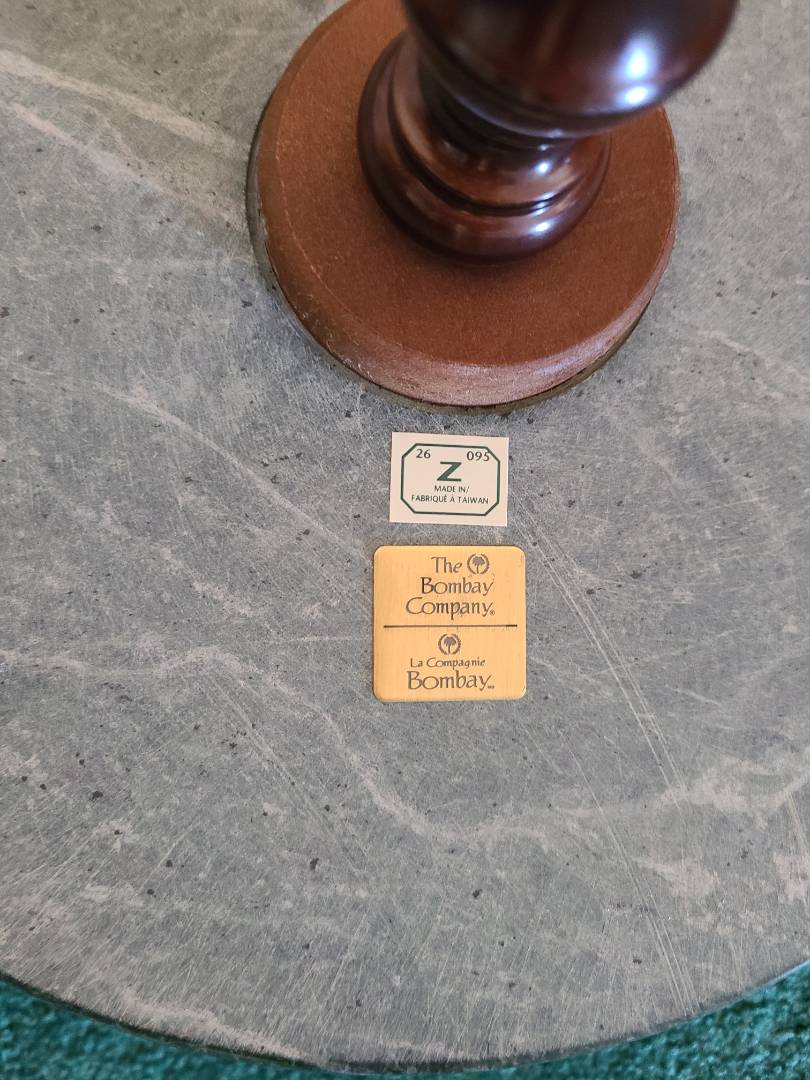 26 095
Z
MADE IN/
FABRIQUÉ À TAIWAN
The
Bombay
Company®
La Compagnie
Bombay